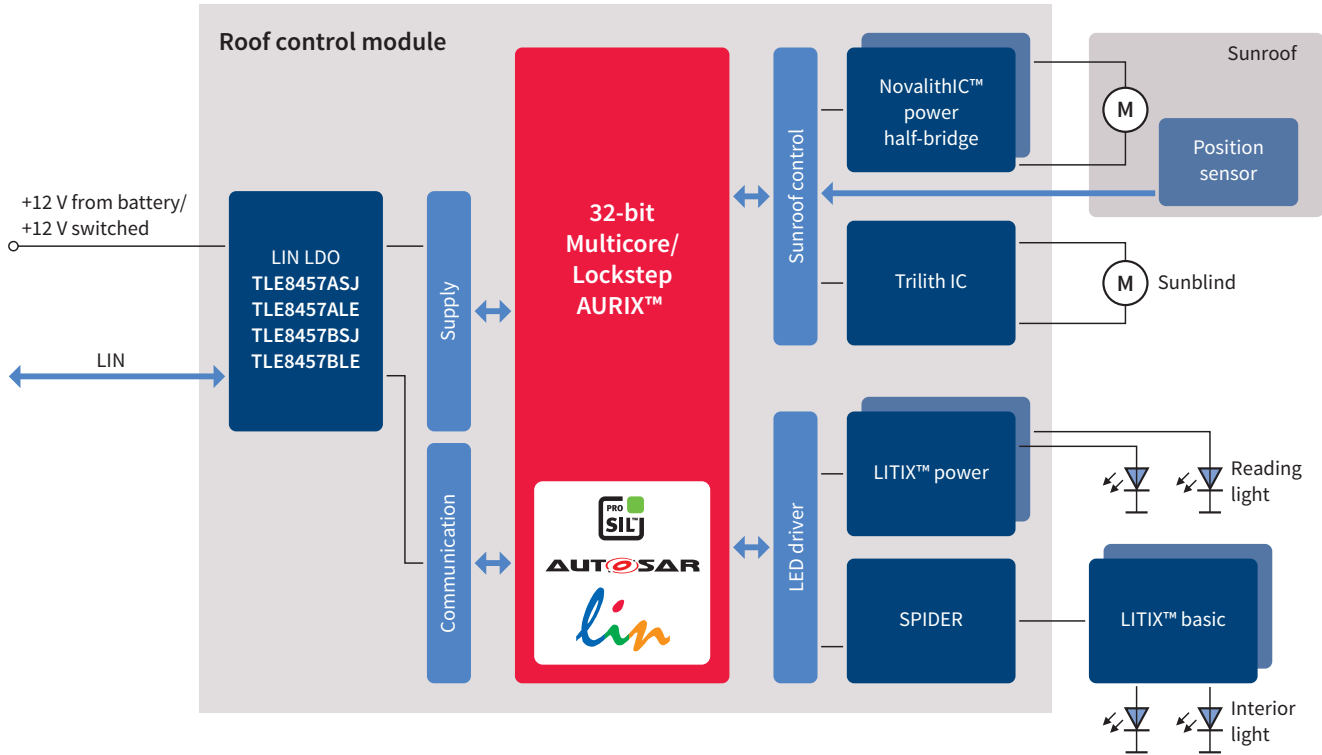 Roof control module
+12 V from battery/
+12 V switched
LIN
LIN LDO
TLE8457ASJ
TLE8457ALE
TLE8457BSJ
TLE8457BLE
Supply
Communication
32-bit
Multicore/
Lockstep
AURIX™
PRO
SIL™
AUTOSAR
lin
Sunroof control
LED driver
NovalithIC™
power
half-bridge
Trilith IC
LITIX™ power
SPIDER
Sunroof
M
Position
sensor
M
Sunblind
Reading
light
LITIX™ basic
Interior
light